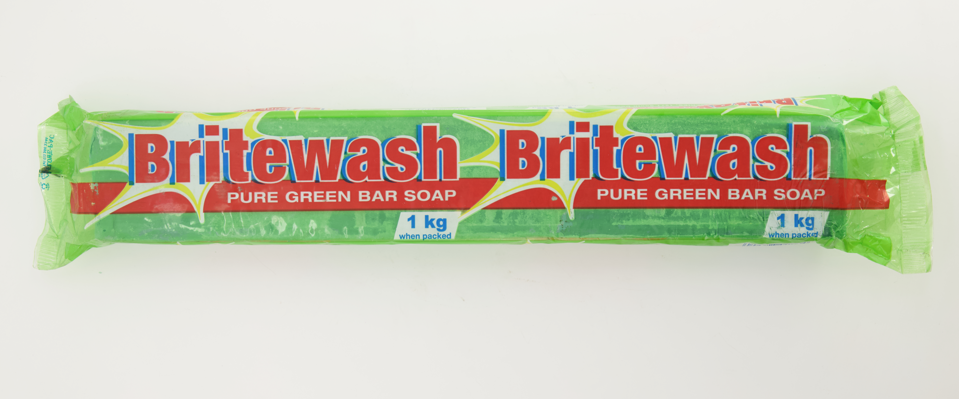 Britewash
PURE GREEN BAR SOAP
1 kg
when packed
Britewash
PURE GREEN BAR SOAP
1 kg
when packed